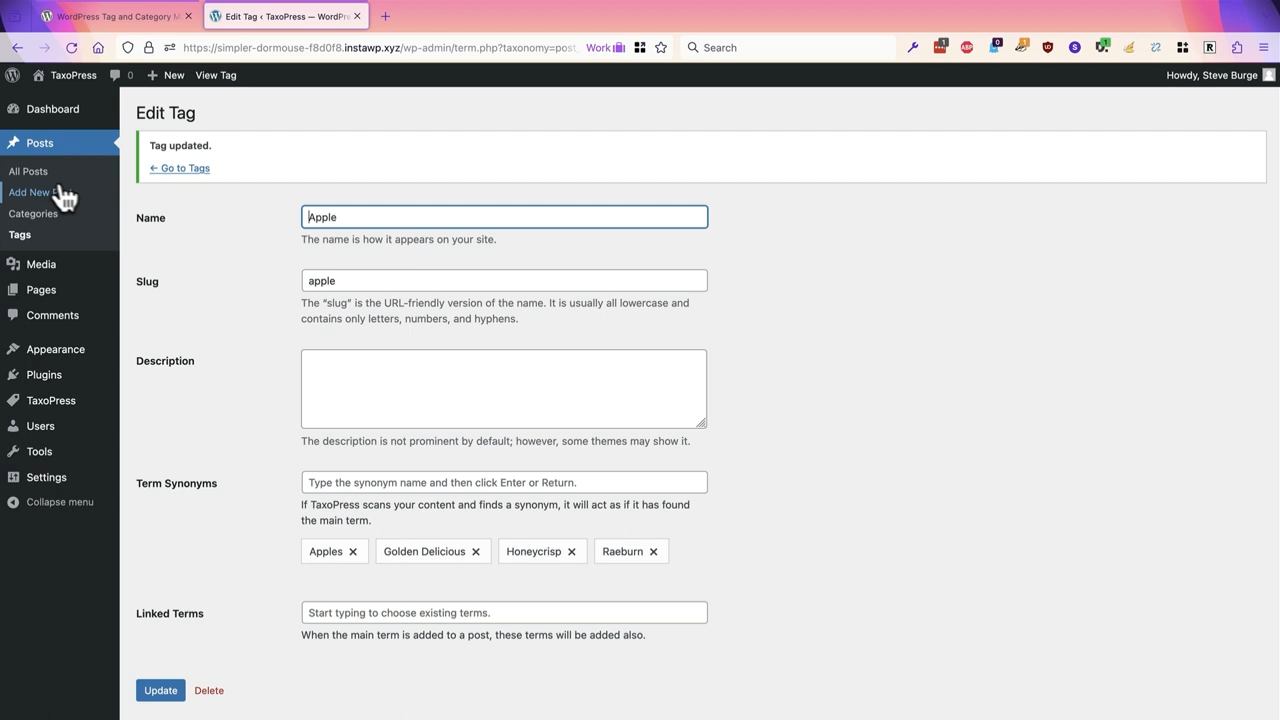 WordPress Tag and Category M
Edit Tag ‹ TaxoPress — WordPre
https://simpler-dormouse-f8d0f8.instawp.xyz/wp-admin/term.php?taxonomy=post_
Work
Search
TaxoPress
0
New
View Tag
Howdy, Steve Burge
Dashboard
Posts
All Posts
Add New
Categories
Tags
Media
Pages
Comments
Appearance
Plugins
TaxoPress
Users
Tools
Settings
Collapse menu
Edit Tag
Tag updated.
← Go to Tags
Name
Apple
The name is how it appears on your site.
Slug
apple
The “slug” is the URL-friendly version of the name. It is usually all lowercase and
contains only letters, numbers, and hyphens.
Description
The description is not prominent by default; however, some themes may show it.
Term Synonyms
Type the synonym name and then click Enter or Return.
If TaxoPress scans your content and finds a synonym, it will act as if it has found
the main term.
Apples
Golden Delicious
Honeycrisp
Raeburn
Linked Terms
Start typing to choose existing terms.
When the main term is added to a post, these terms will be added also.
Update
Delete